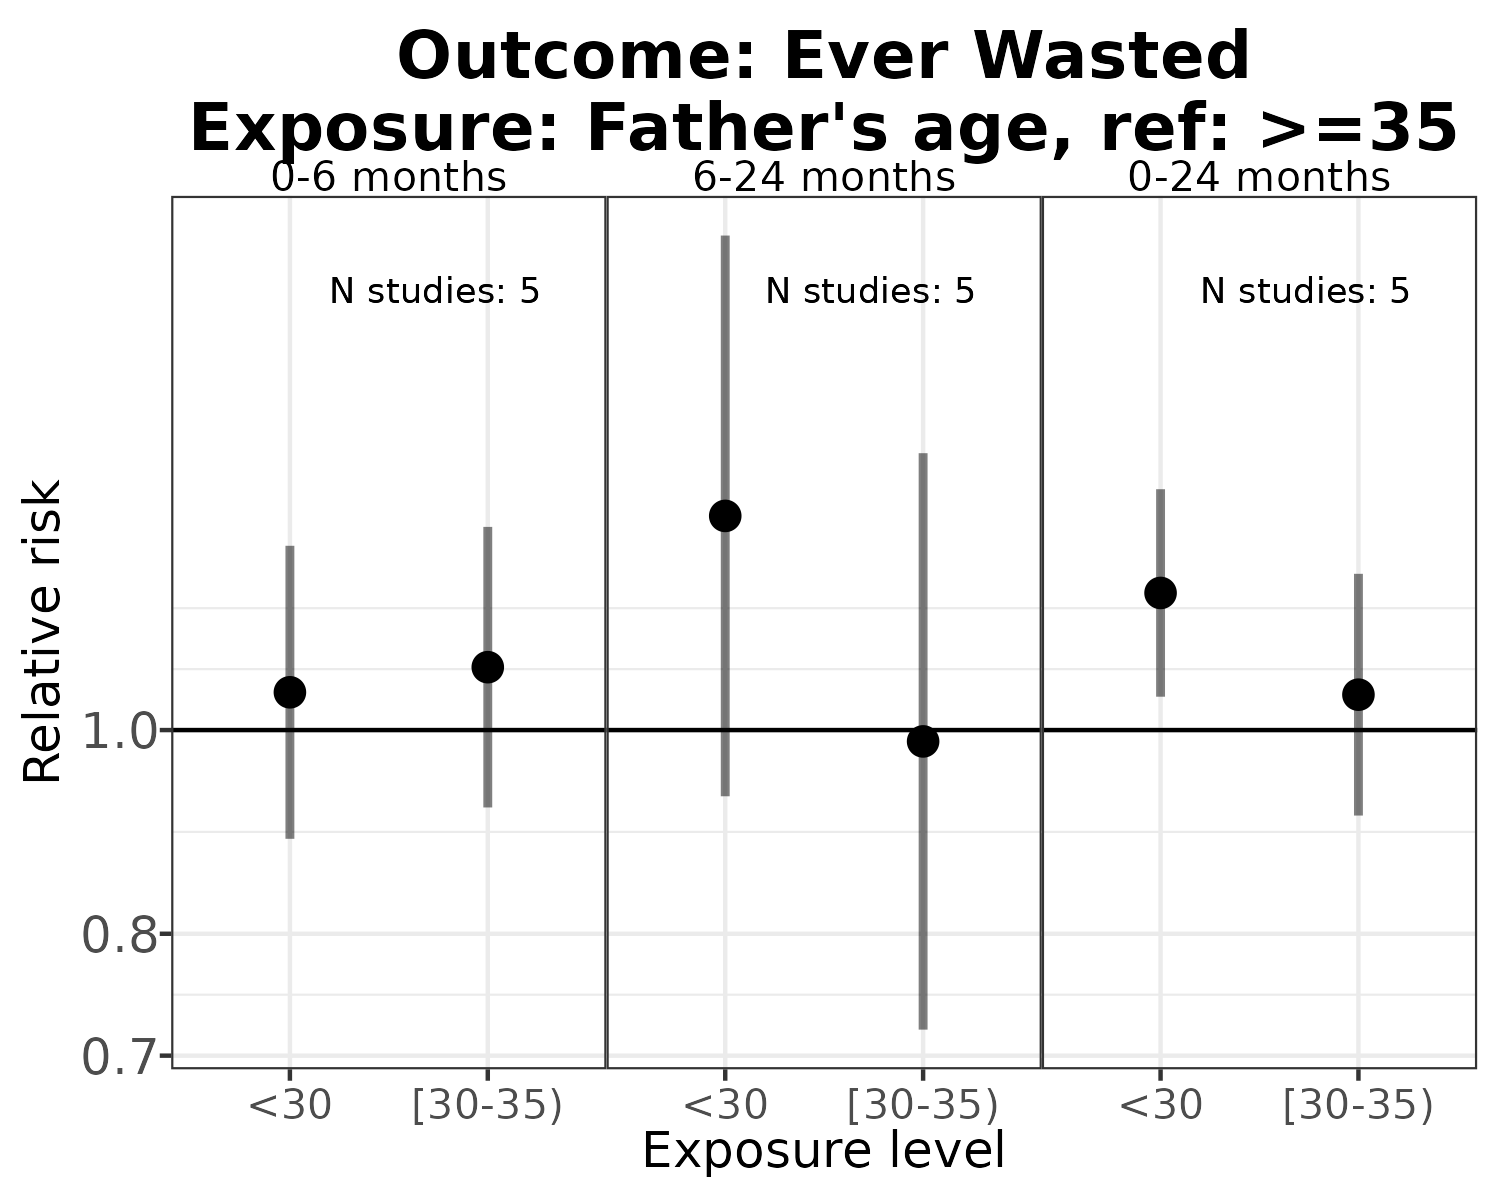 Outcome: Ever Wasted
Exposure: Father's age, ref: >=35
0-6 months
6-24 months
0-24 months
N studies: 5
N studies: 5
N studies: 5
Relative risk
1.0
0.8
0.7
<30
[30-35)
<30
[30-35)
<30
[30-35)
Exposure level